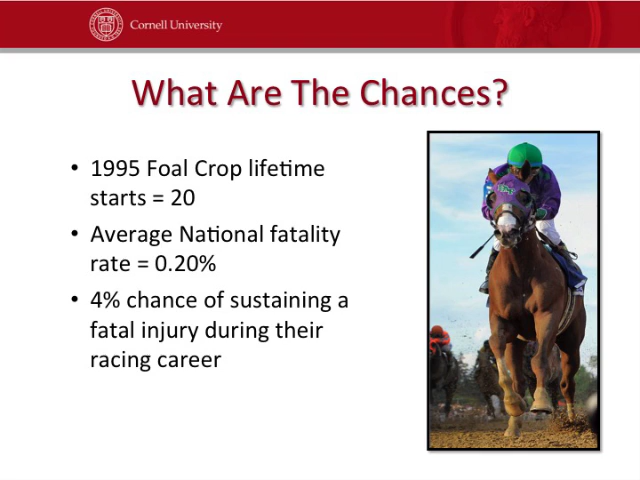 Cornell University
What Are The Chances?
• 1995 Foal Crop lifetime
starts = 20
• Average National fatality
rate = 0.20%
• 4% chance of sustaining a
fatal injury during their
racing career